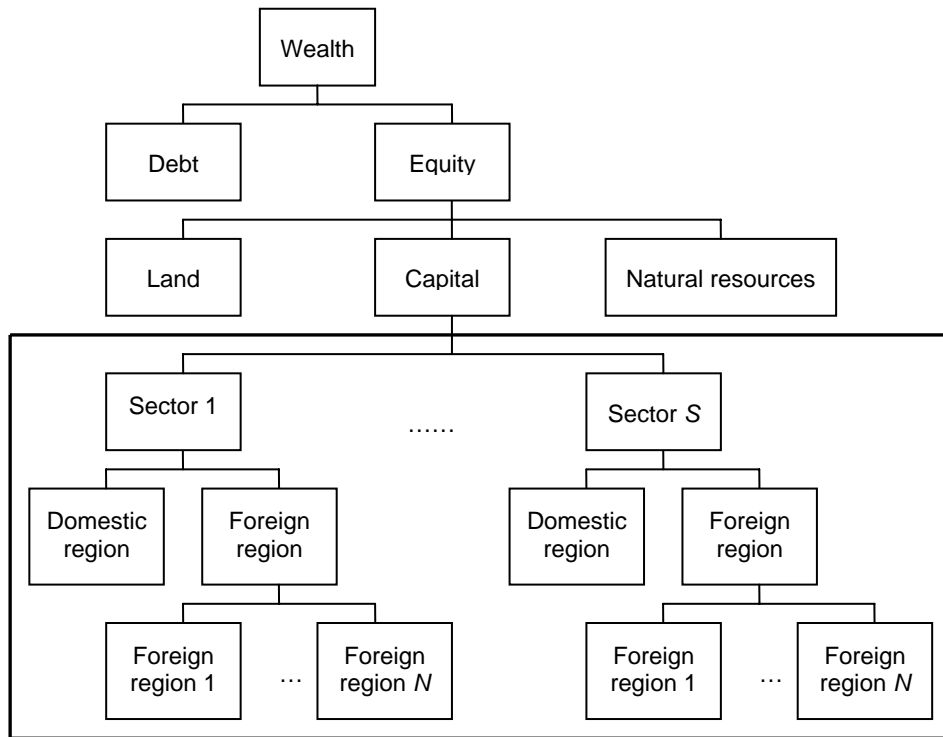 Wealth
Debt
Equity
Land
Capital
Natural resources
Sector 1
……
Sector S
Domestic
region
Foreign
region
Domestic
region
Foreign
region
Foreign
region 1
…
Foreign
region N
Foreign
region 1
…
Foreign
region N